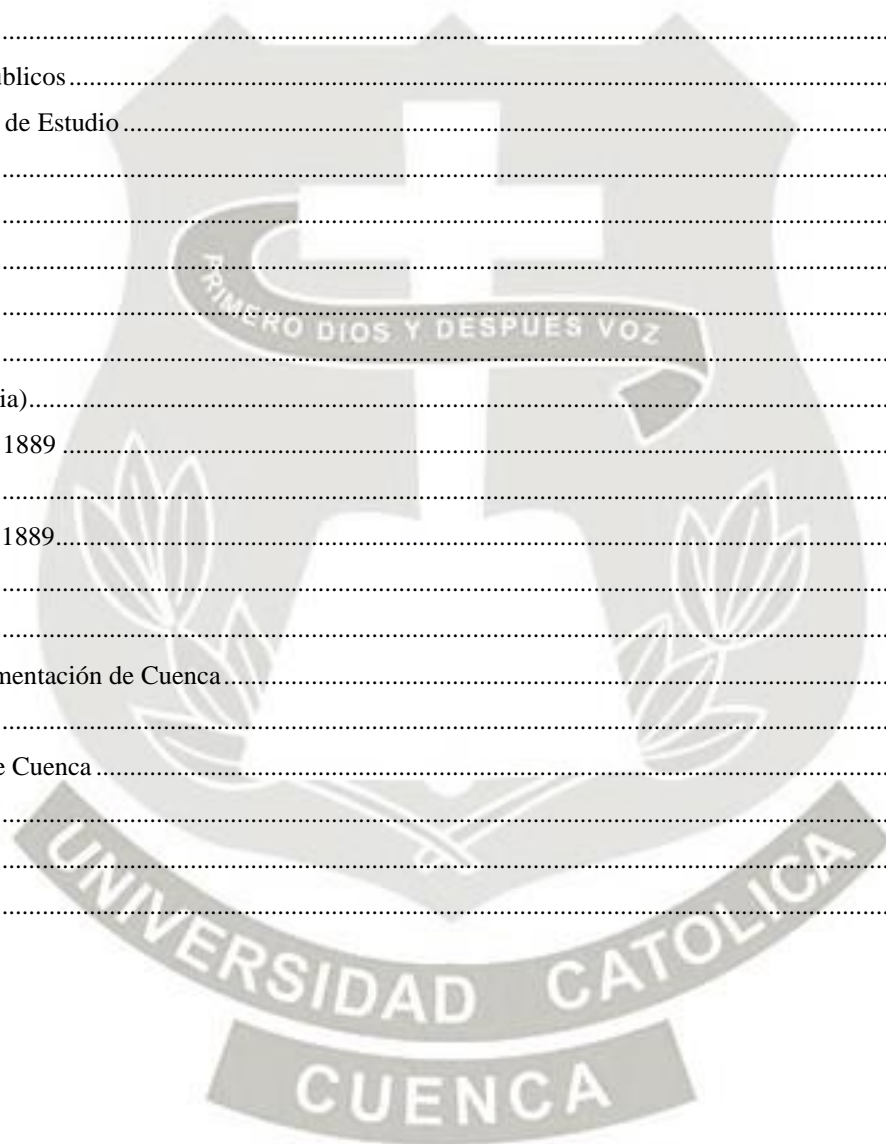 blicos
de Estudio
PRIMERO DIOS Y DESPUES VOZ
ia)
1889
1889
mentación de Cuenca
e Cuenca
UNIVERSIDAD CATOLICA
CUENCA